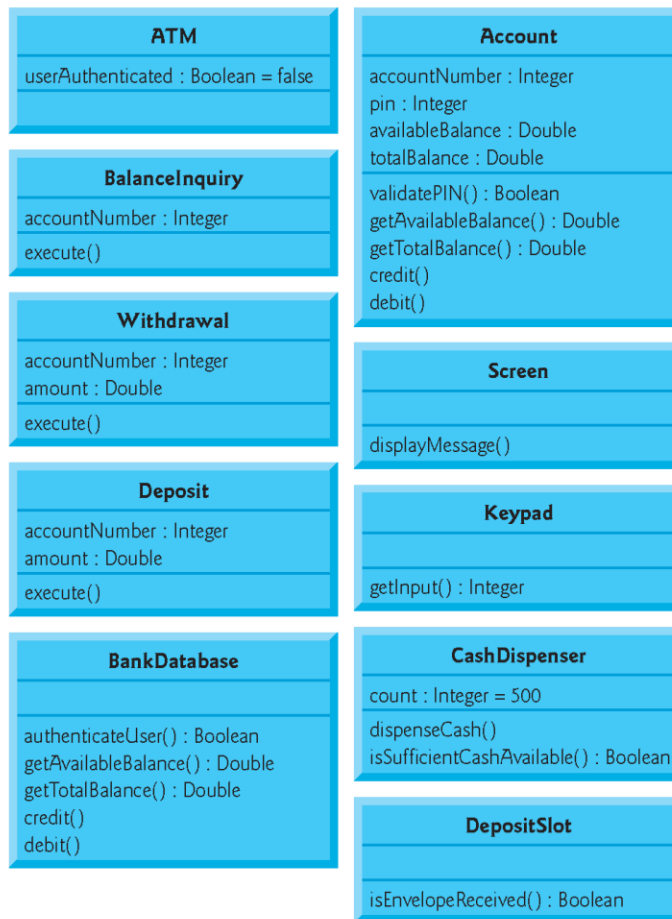 ATM
userAuthenticated : Boolean = false
BalanceInquiry
accountNumber : Integer
execute()
Withdrawal
accountNumber : Integer
amount : Double
execute()
Deposit
accountNumber : Integer
amount : Double
execute()
BankDatabase
authenticateUser() : Boolean
getAvailableBalance() : Double
getTotalBalance() : Double
credit()
debit()
Account
accountNumber : Integer
pin : Integer
availableBalance : Double
totalBalance : Double
validatePIN() : Boolean
getAvailableBalance() : Double
getTotalBalance() : Double
credit()
debit()
Screen
displayMessage()
Keypad
getInput() : Integer
CashDispenser
count : Integer = 500
dispenseCash()
isSufficientCashAvailable() : Boolean
DepositSlot
isEnvelopeReceived() : Boolean